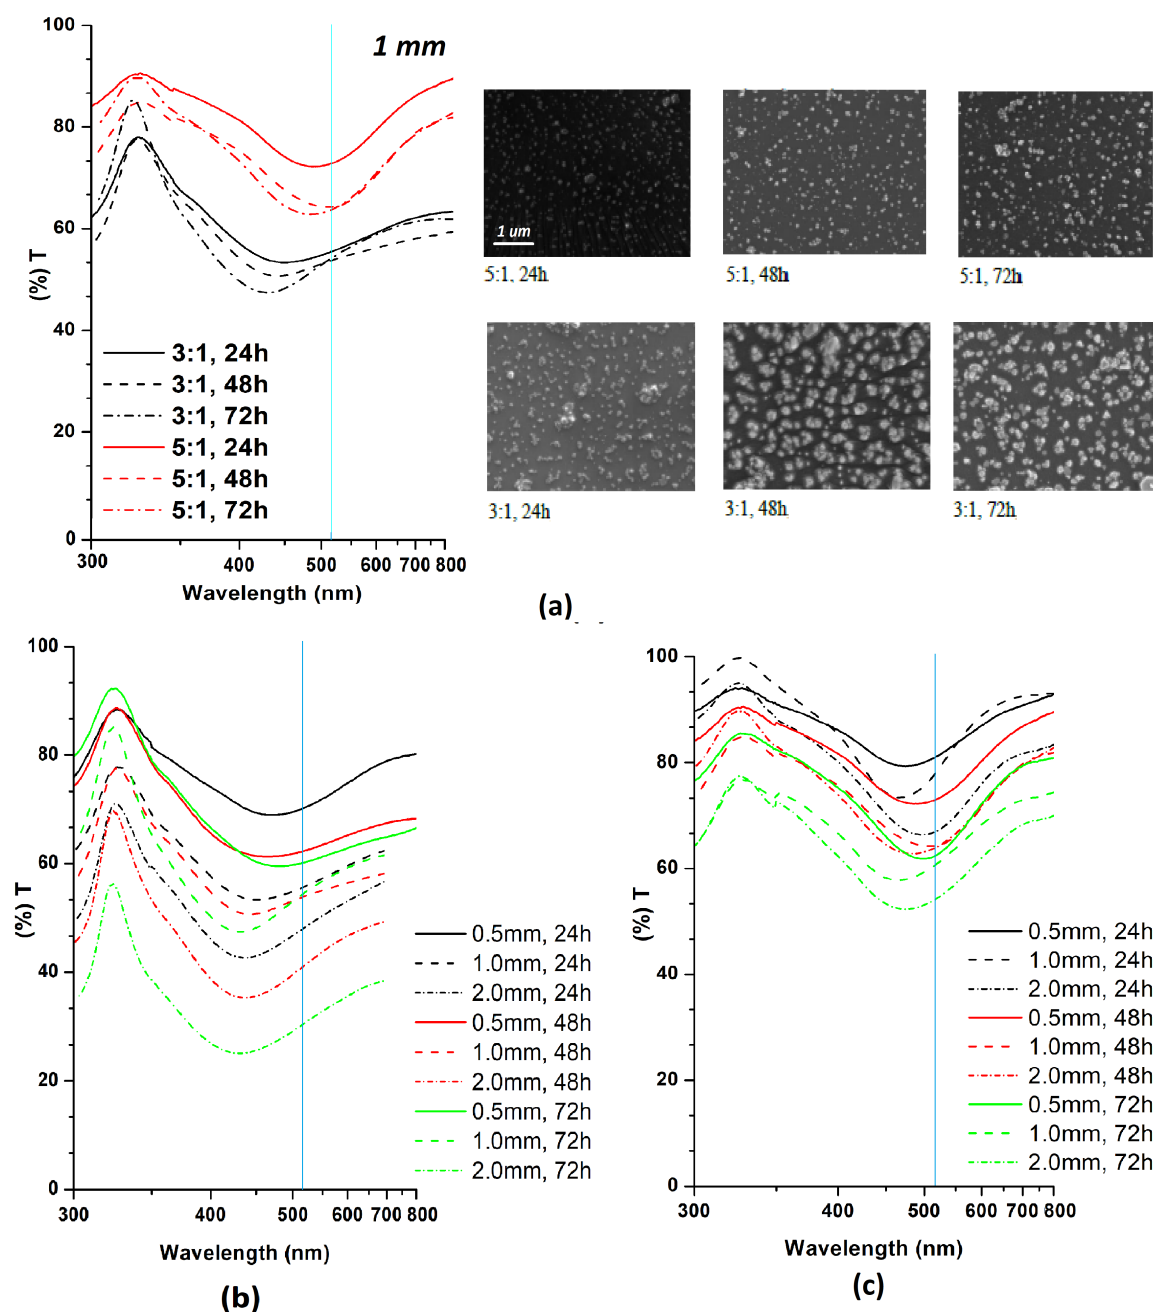 100
80
60
40
20
0
(%) T
1 mm
3:1, 24h
3:1, 48h
3:1, 72h
5:1, 24h
5:1, 48h
5:1, 72h
300 400 500 600 700 800
Wavelength (nm)
1 um
5:1, 24h
5:1, 48h
5:1, 72h
3:1, 24h
3:1, 48h
3:1, 72h
(a)
100
80
60
40
20
0
(%) T
0.5mm, 24h
1.0mm, 24h
2.0mm, 24h
0.5mm, 48h
1.0mm, 48h
2.0mm, 48h
0.5mm, 72h
1.0mm, 72h
2.0mm, 72h
300 400 500 600 700 800
Wavelength (nm)
(b)
100
80
60
40
20
0
(%) T
0.5mm, 24h
1.0mm, 24h
2.0mm, 24h
0.5mm, 48h
1.0mm, 48h
2.0mm, 48h
0.5mm, 72h
1.0mm, 72h
2.0mm, 72h
300 400 500 600 700 800
Wavelength (nm)
(c)